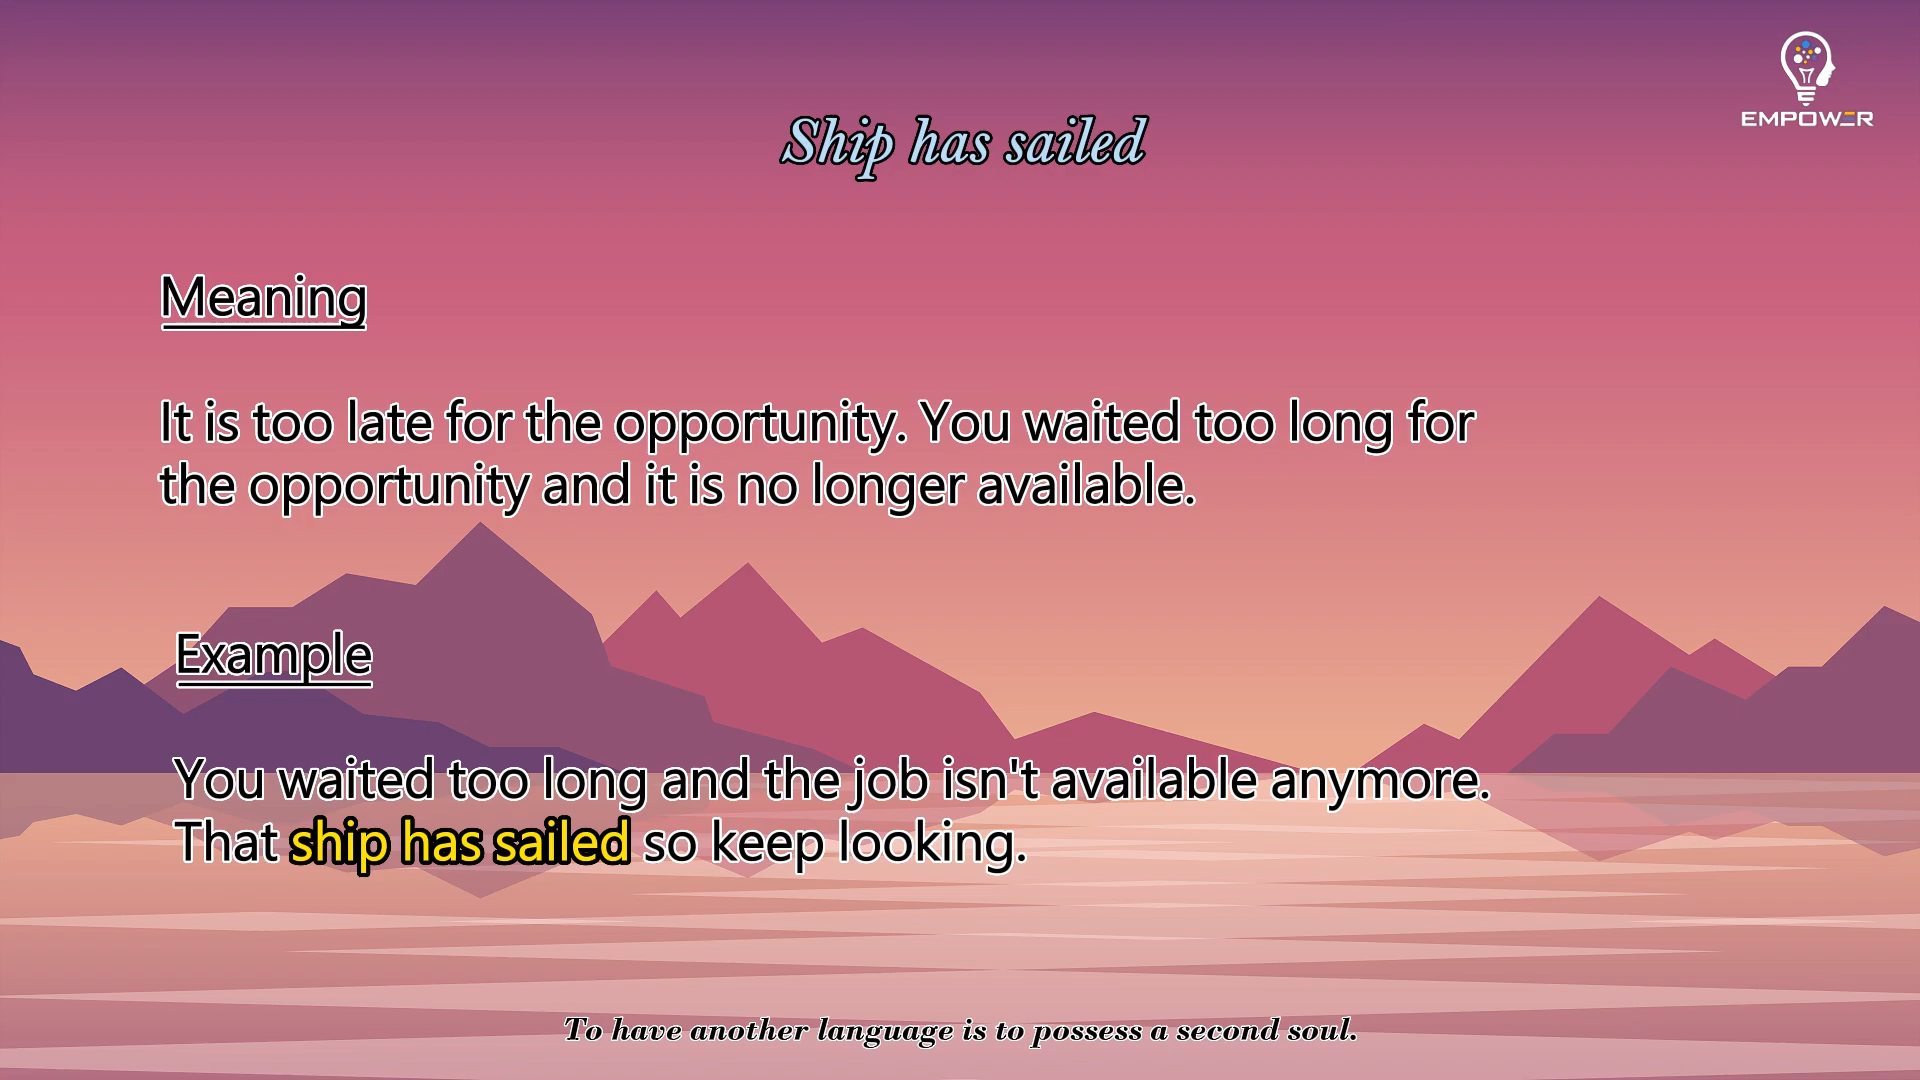 EMPOWER
Ship has sailed
Meaning
It is too late for the opportunity. You waited too long for
the opportunity and it is no longer available.
Example
You waited too long and the job isn't available anymore.
That ship has sailed so keep looking.
To have another language is to possess a second soul.